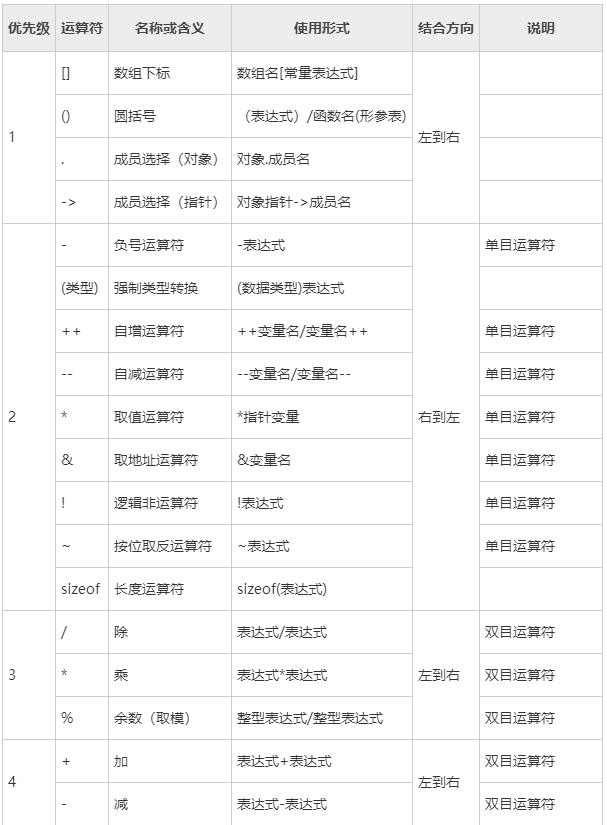 优先级 运算符 名称或含义 使用形式 结合方向 说明
1 [] 数组下标 数组名[常量表达式] 左到右
() 圆括号 （表达式）/函数名(形参表)
. 成员选择（对象） 对象.成员名
-> 成员选择（指针） 对象指针->成员名
2 - 负号运算符 -表达式 右到左 单目运算符
(类型) 强制类型转换 (数据类型)表达式
++ 自增运算符 ++变量名/变量名++ 单目运算符
-- 自减运算符 --变量名/变量名-- 单目运算符
* 取值运算符 *指针变量 单目运算符
& 取地址运算符 &变量名 单目运算符
! 逻辑非运算符 !表达式 单目运算符
~ 按位取反运算符 ~表达式 单目运算符
sizeof 长度运算符 sizeof(表达式)
3 / 除 表达式/表达式 左到右 双目运算符
* 乘 表达式*表达式 双目运算符
% 余数（取模） 整型表达式/整型表达式 双目运算符
4 + 加 表达式+表达式 左到右 双目运算符
- 减 表达式-表达式 双目运算符